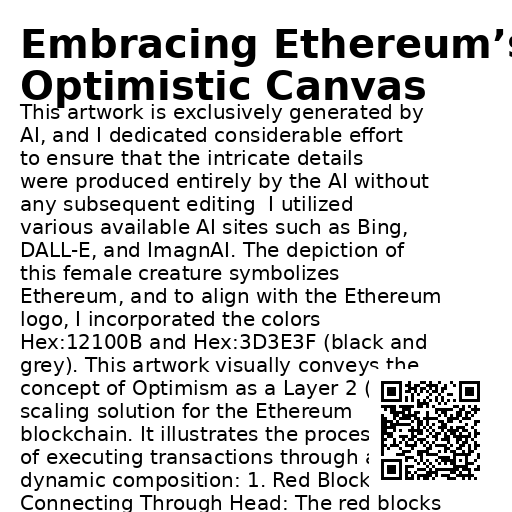 Embracing Ethereum’s
Optimistic Canvas
This artwork is exclusively generated by
AI, and I dedicated considerable effort
to ensure that the intricate details
were produced entirely by the AI without
any subsequent editing  I utilized
various available AI sites such as Bing,
DALL-E, and ImagnAI. The depiction of
this female creature symbolizes
Ethereum, and to align with the Ethereum
logo, I incorporated the colors
Hex:12100B and Hex:3D3E3F (black and
grey). This artwork visually conveys the
concept of Optimism as a Layer 2 (
scaling solution for the Ethereum
blockchain. It illustrates the proces
of executing transactions through
dynamic composition: 1. Red Block
Connecting Through Head: The red blocks